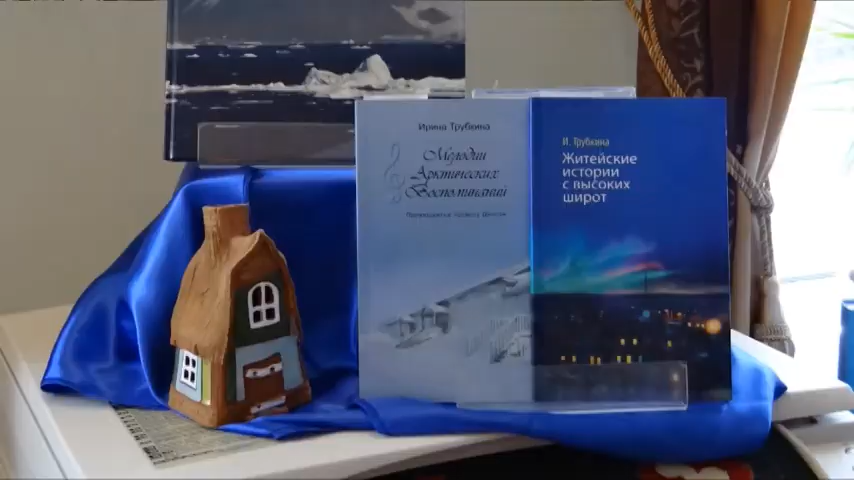 Ирина Трубкина
Мелодии
Арктических
Воспоминаний
И. Трубкина
Житейские
истории
с высоких
широт